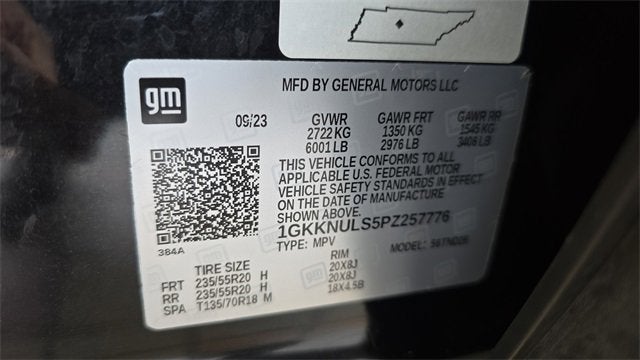 gm
MFD BY GENERAL MOTORS LLC
09/23 GVWR GAWR FRT GAWR RR
2722 KG 1350 KG 1545 KG
6001 LB 2976 LB 3406 LB
THIS VEHICLE CONFORMS TO ALL
APPLICABLE U.S. FEDERAL MOTOR
VEHICLE SAFETY STANDARDS IN EFFECT
ON THE DATE OF MANUFACTURE
SHOWN ABOVE.
1GKKNULS5PZ257776
384A TYPE: MPV MODEL:
TIRE SIZE RIM
FRT 235/55R20 H 20X8J
RR 235/55R20 H 20X8J
SPA T135/70R18 M 18X4.5B